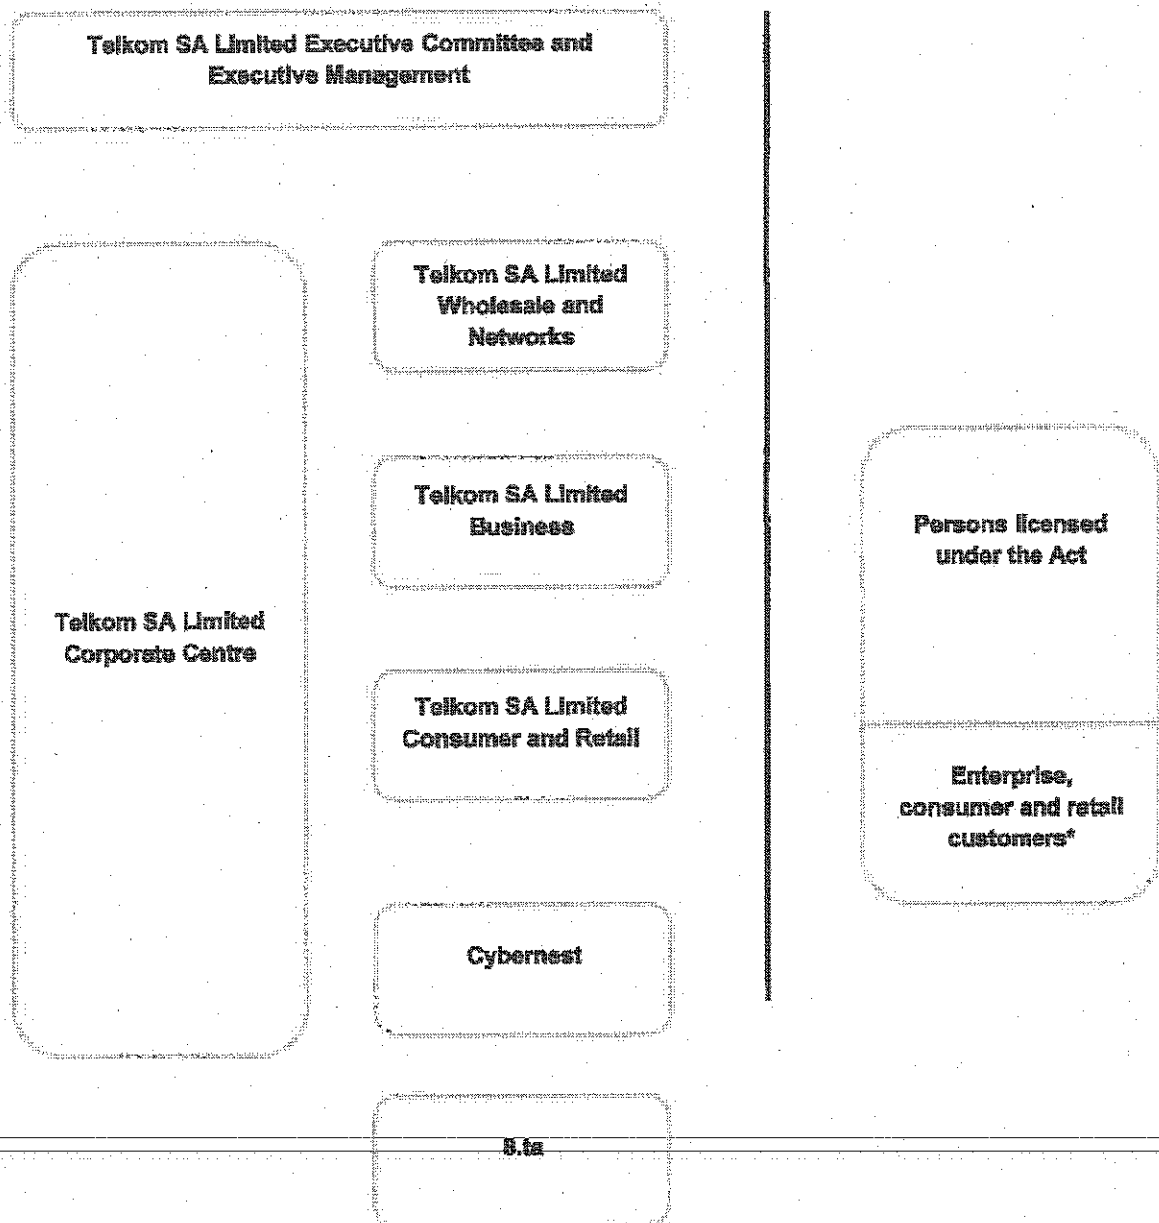 Telkom SA Limited Executive Committee and
Executive Management
Telkom SA Limited
Corporate Centre
Telkom SA Limited
Wholesale and
Networks
Telkom SA Limited
Business
Telkom SA Limited
Consumer and Retail
Cybernest
8.ta
Persons licensed
under the Act
Enterprise,
consumer and retail
customers*